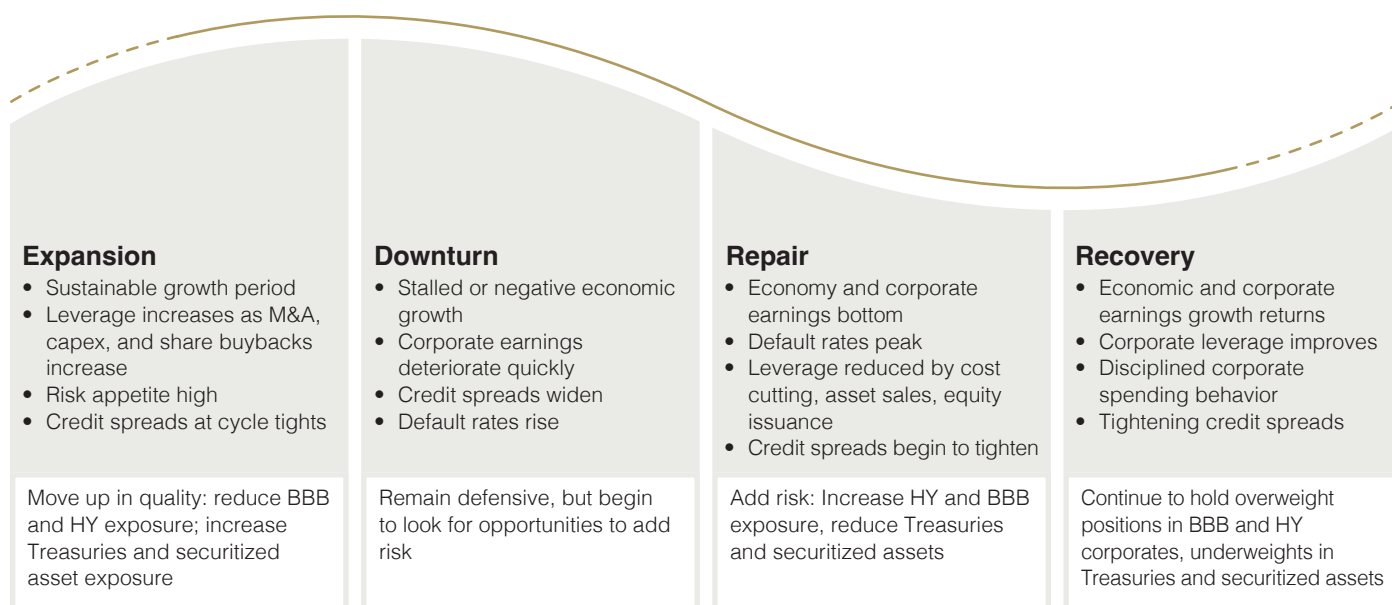 Expansion
• Sustainable growth period
• Leverage increases as M&A,
capex, and share buybacks
increase
• Risk appetite high
• Credit spreads at cycle tights
Move up in quality: reduce BBB
and HY exposure; increase
Treasuries and securitized
asset exposure
Downturn
• Stalled or negative economic
growth
• Corporate earnings
deteriorate quickly
• Credit spreads widen
• Default rates rise
Remain defensive, but begin
to look for opportunities to add
risk
Repair
• Economy and corporate
earnings bottom
• Default rates peak
• Leverage reduced by cost
cutting, asset sales, equity
issuance
• Credit spreads begin to tighten
Add risk: Increase HY and BBB
exposure, reduce Treasuries
and securitized assets
Recovery
• Economic and corporate
earnings growth returns
• Corporate leverage improves
• Disciplined corporate
spending behavior
• Tightening credit spreads
Continue to hold overweight
positions in BBB and HY
corporates, underweights in
Treasuries and securitized assets